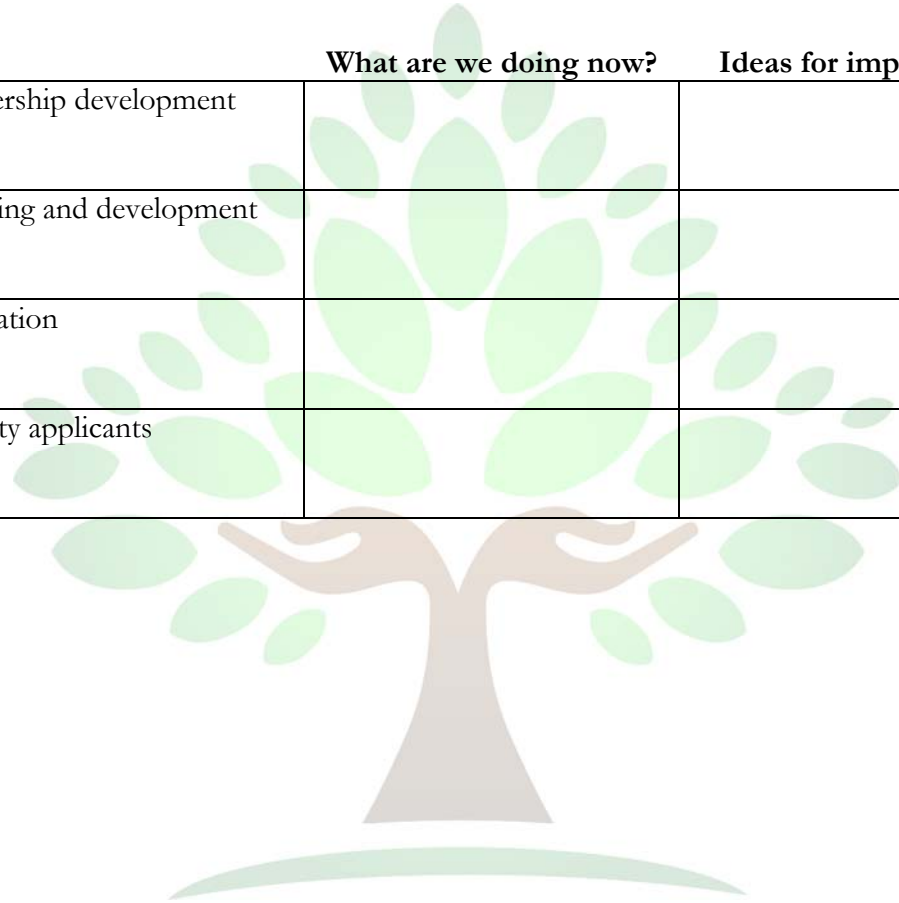 What are we doing now? Ideas for imp
ership development
ing and development
ation
ty applicants